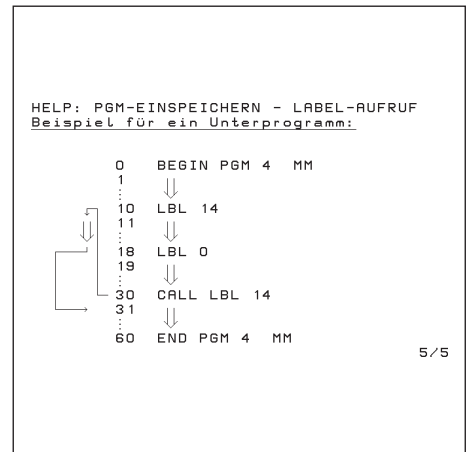 HELP: PGM-EINSPEICHERN - LABEL-AUFRUF
Beispiel für ein Unterprogramm:
0 BEGIN PGM 4 MM
1
10 LBL 14
11
18 LBL 0
19
30 CALL LBL 14
31
60 END PGM 4 MM
5/5